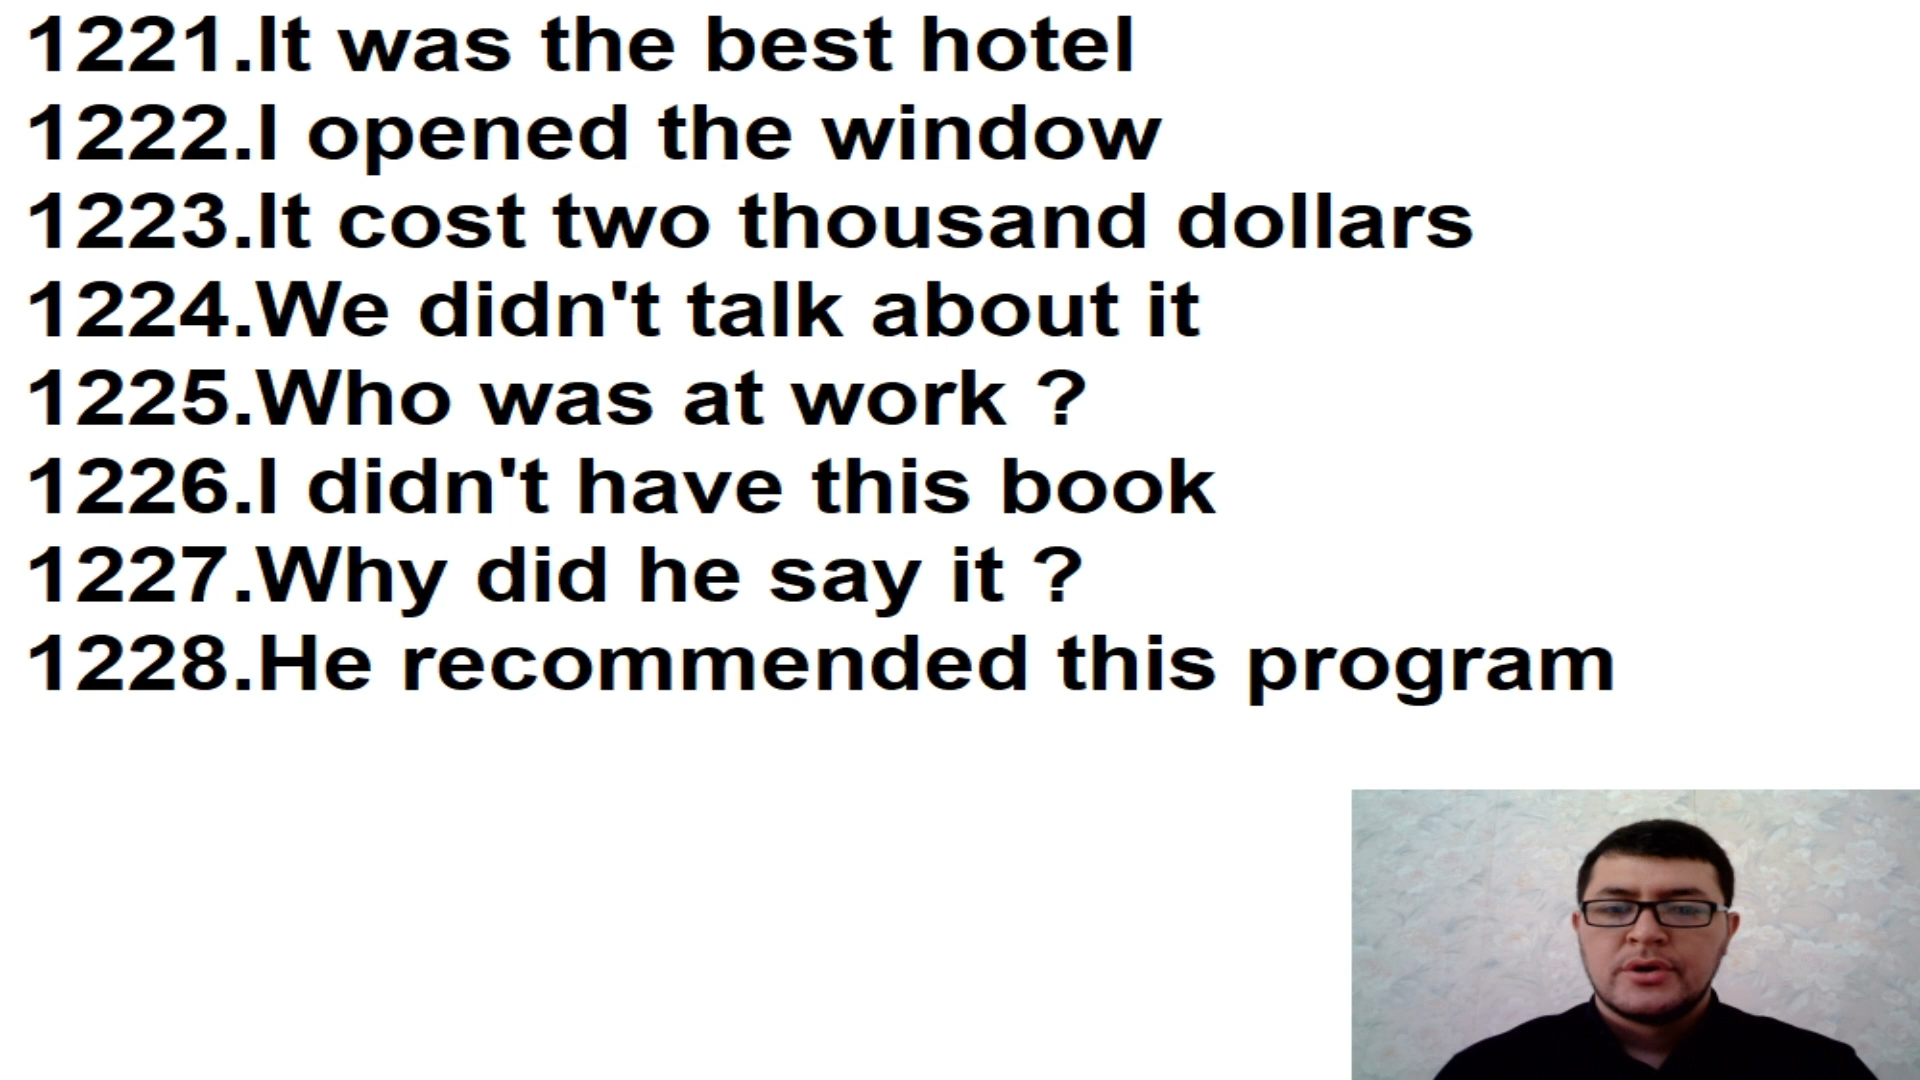 1221.It was the best hotel
1222.I opened the window
1223.It cost two thousand dollars
1224.We didn't talk about it
1225.Who was at work ?
1226.I didn't have this book
1227.Why did he say it ?
1228.He recommended this program